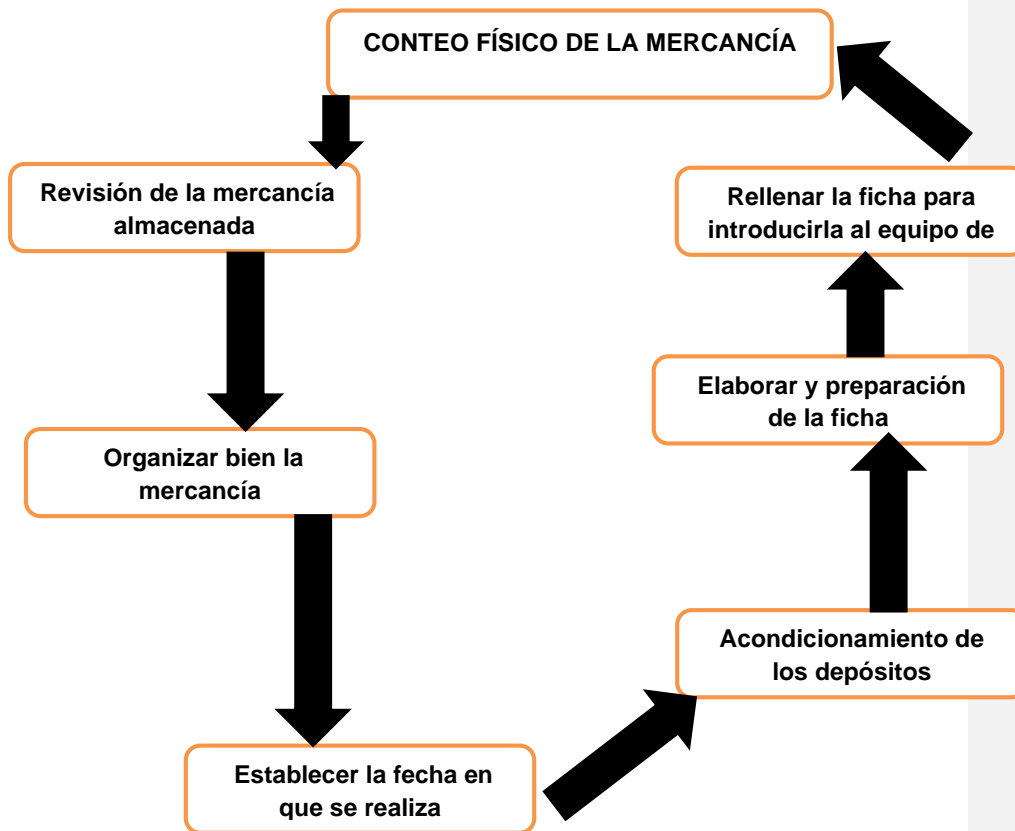 CONTEO FÍSICO DE LA MERCANCÍA
Revisión de la mercancía
almacenada
Organizar bien la
mercancía
Establecer la fecha en
que se realiza
Acondicionamiento de
los depósitos
Elaborar y preparación
de la ficha
Rellenar la ficha para
introducirla al equipo de